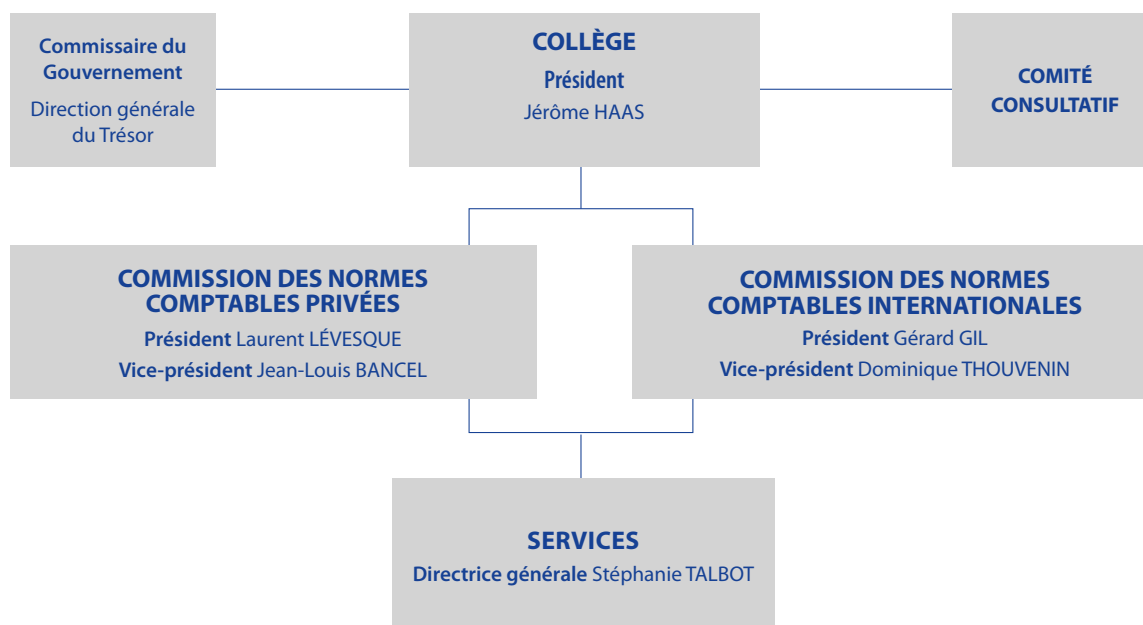 Commissaire du
Gouvernement
Direction générale
du Trésor
COLLÈGE
Président
Jérôme HAAS
COMITÉ
CONSULTATIF
COMMISSION DES NORMES
COMPTABLES PRIVÉES
Président Laurent LÉVESQUE
Vice-président Jean-Louis BANCEL
COMMISSION DES NORMES
COMPTABLES INTERNATIONALES
Président Gérard GIL
Vice-président Dominique THOUVENIN
SERVICES
Directrice générale Stéphanie TALBOT